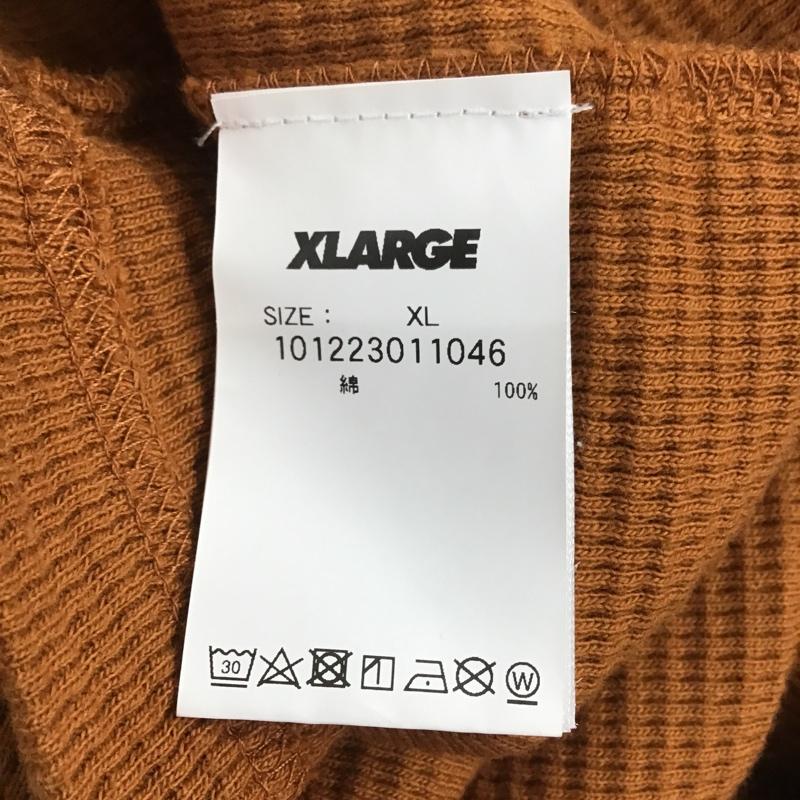 XLARGE
SIZE : XL
101223011046
綿 100%
30
W